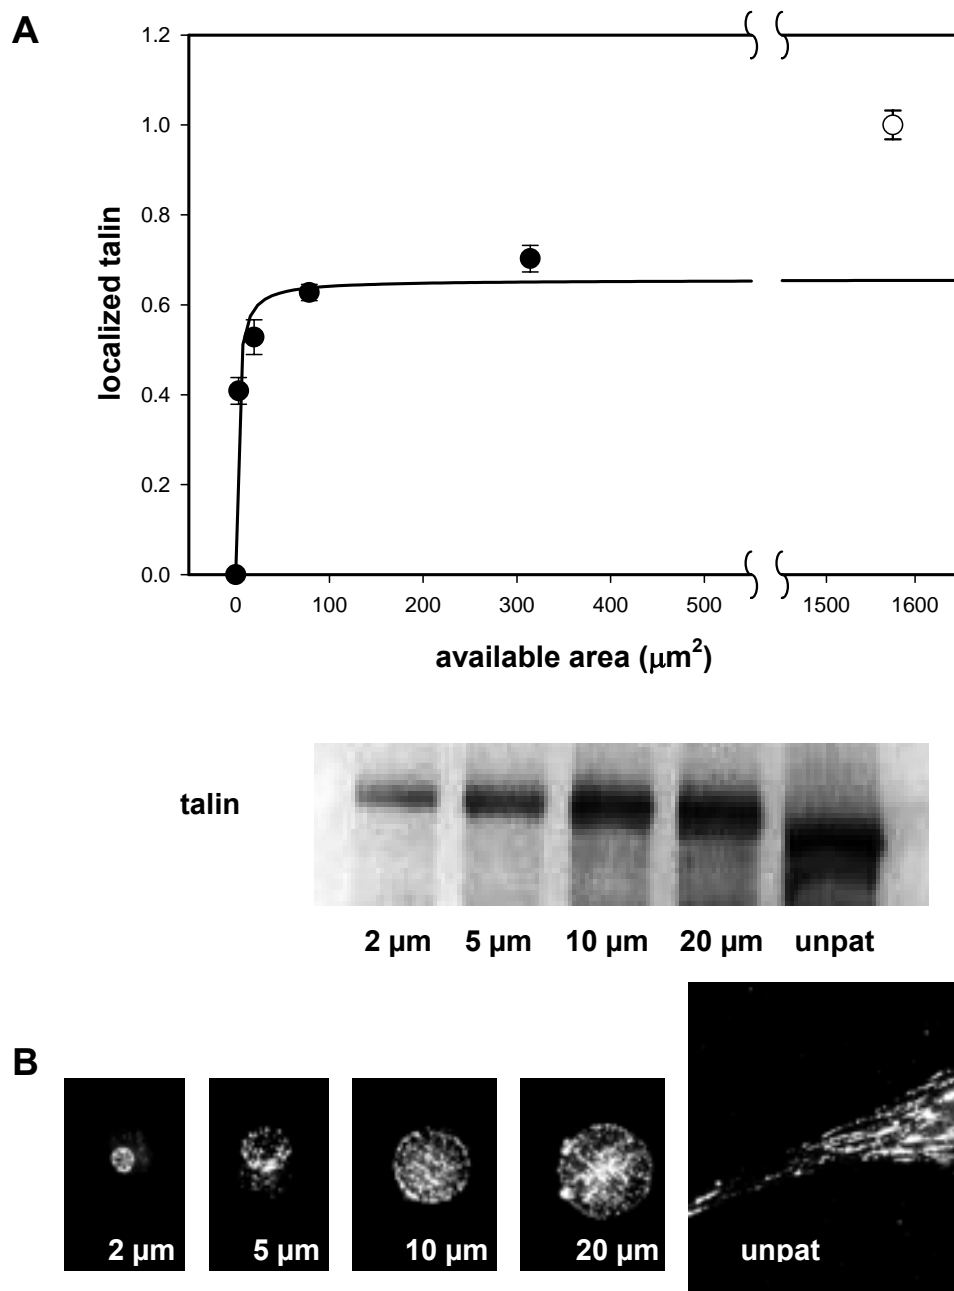 A
1.2
1.0
0.8
0.6
0.4
0.2
0.0
localized talin
0 100 200 300 400 500 1500 1600
available area (μm²)
talin
2 µm 5 µm 10 µm 20 µm unpat
B
2 µm 5 µm 10 µm 20 µm unpat